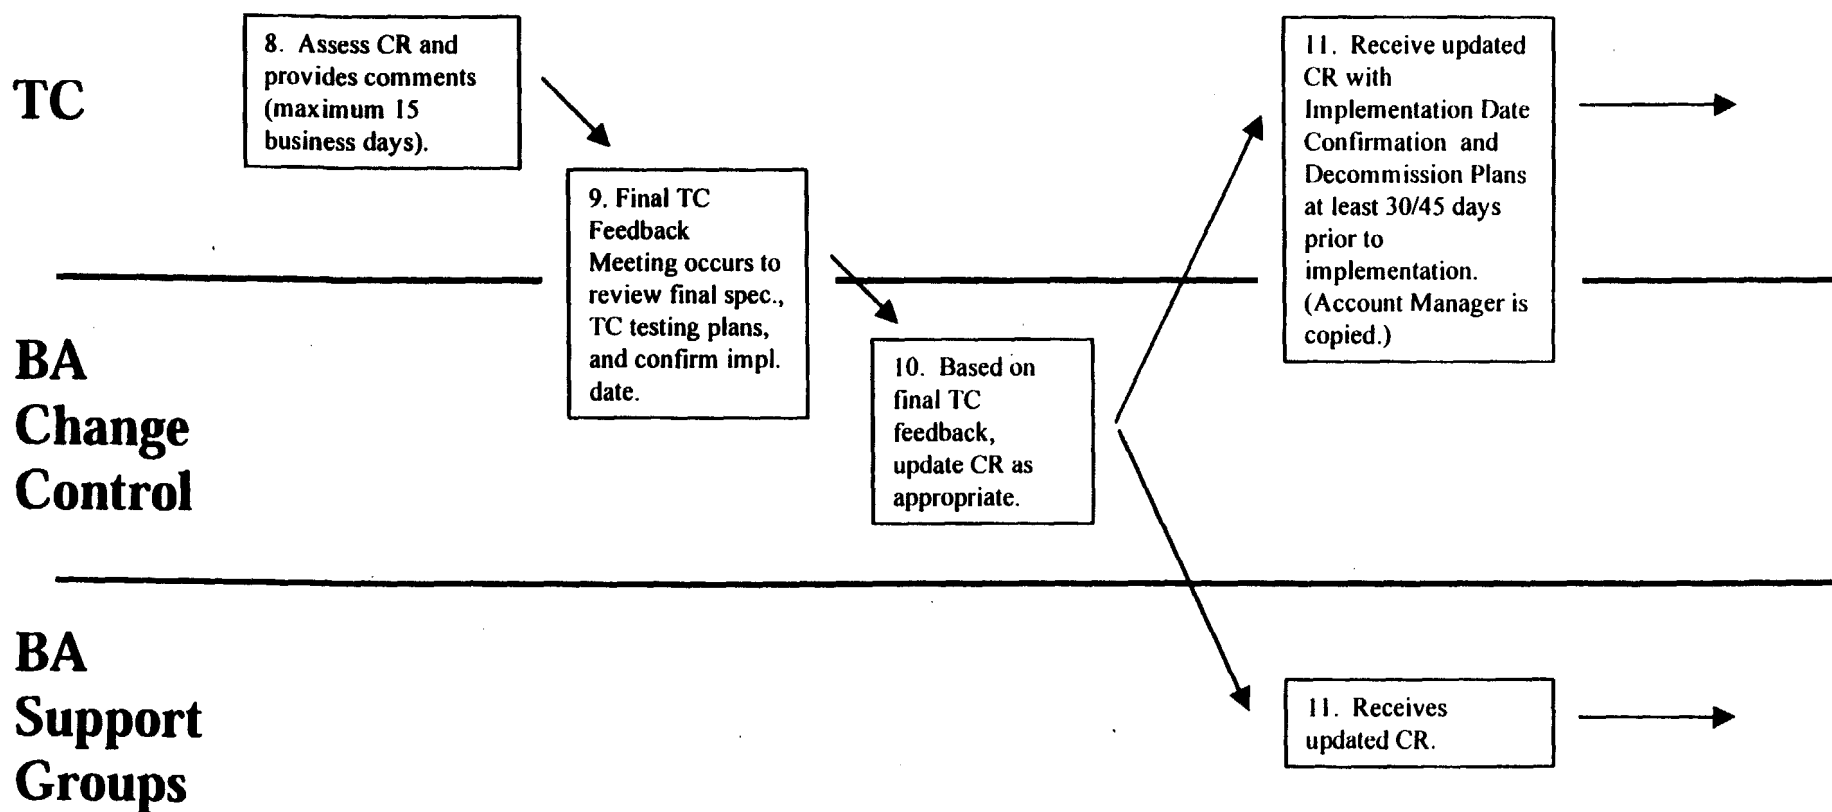 TC
8. Assess CR and
provides comments
(maximum 15
business days).
9. Final TC
Feedback
Meeting occurs to
review final spec.,
TC testing plans,
and confirm impl.
date.
11. Receive updated
CR with
Implementation Date
Confirmation and
Decommission Plans
at least 30/45 days
prior to
implementation.
(Account Manager is
copied.)
BA
Change
Control
10. Based on
final TC
feedback,
update CR as
appropriate.
BA
Support
Groups
11. Receives
updated CR.